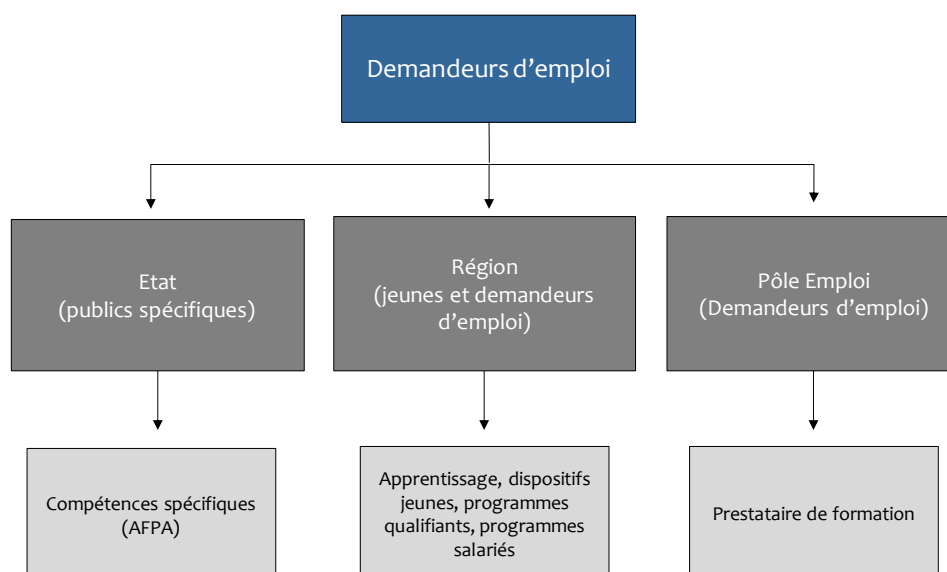 Demandeurs d'emploi
Etat
(publics spécifiques)
Région
(jeunes et demandeurs
d'emploi)
Pôle Emploi
(Demandeurs d'emploi)
Compétences spécifiques
(AFPA)
Apprentissage, dispositifs
jeunes, programmes
qualifiants, programmes
salariés
Prestataire de formation